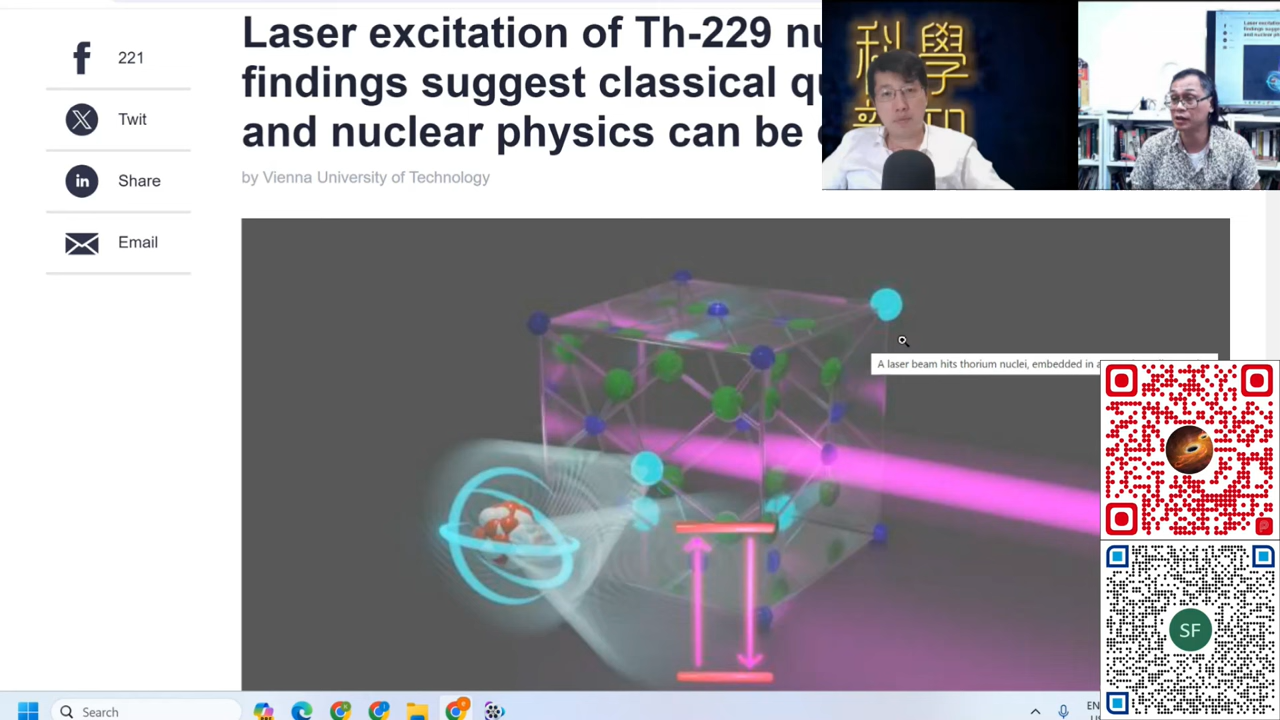 221
Twit
Share
Email
Laser excitation of Th-229
findings suggest classical
and nuclear physics can be
by Vienna University of Technology
科學
A laser beam hits thorium nuclei, embedded in
SF
Search